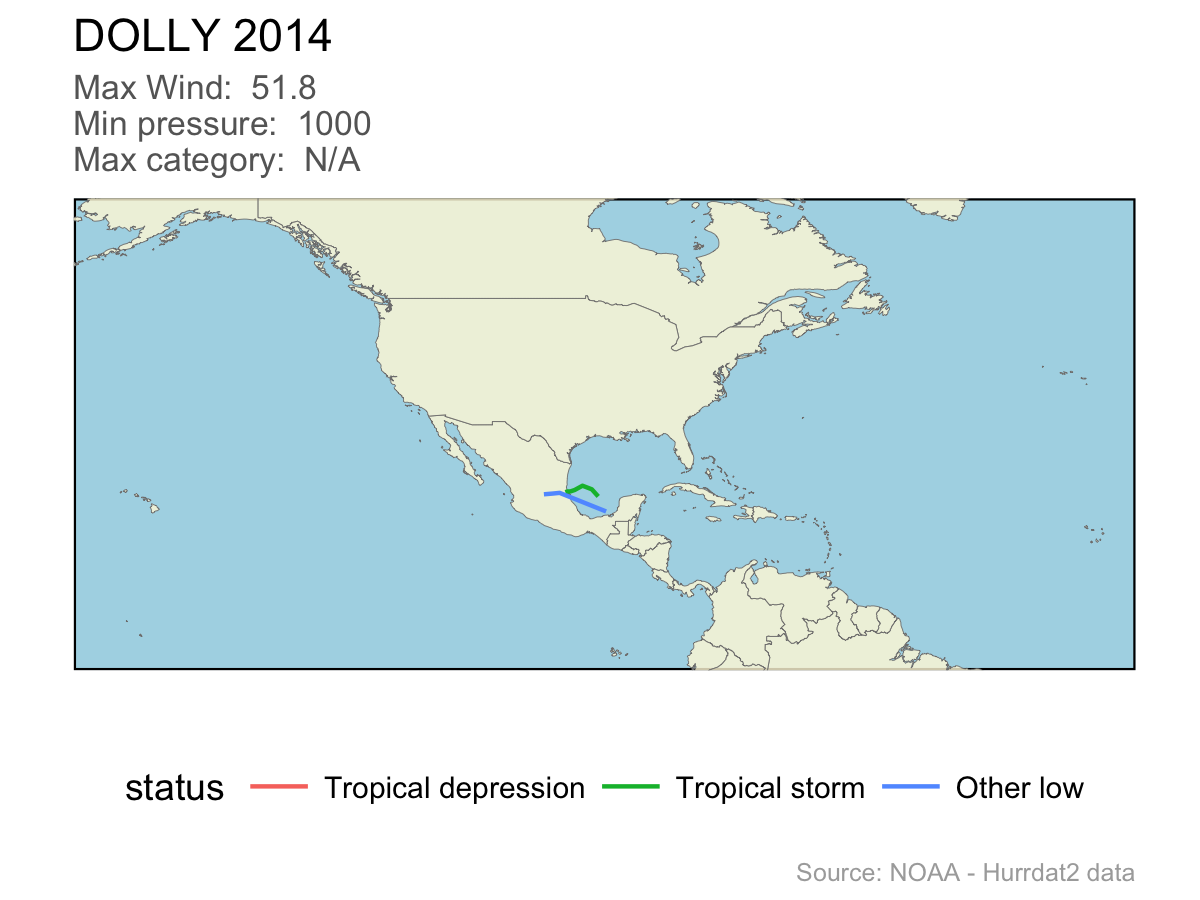 DOLLY 2014
Max Wind:  51.8
Min pressure:  1000
Max category:  N/A
status Tropical depression Tropical storm Other low
Source: NOAA - Hurrdat2 data